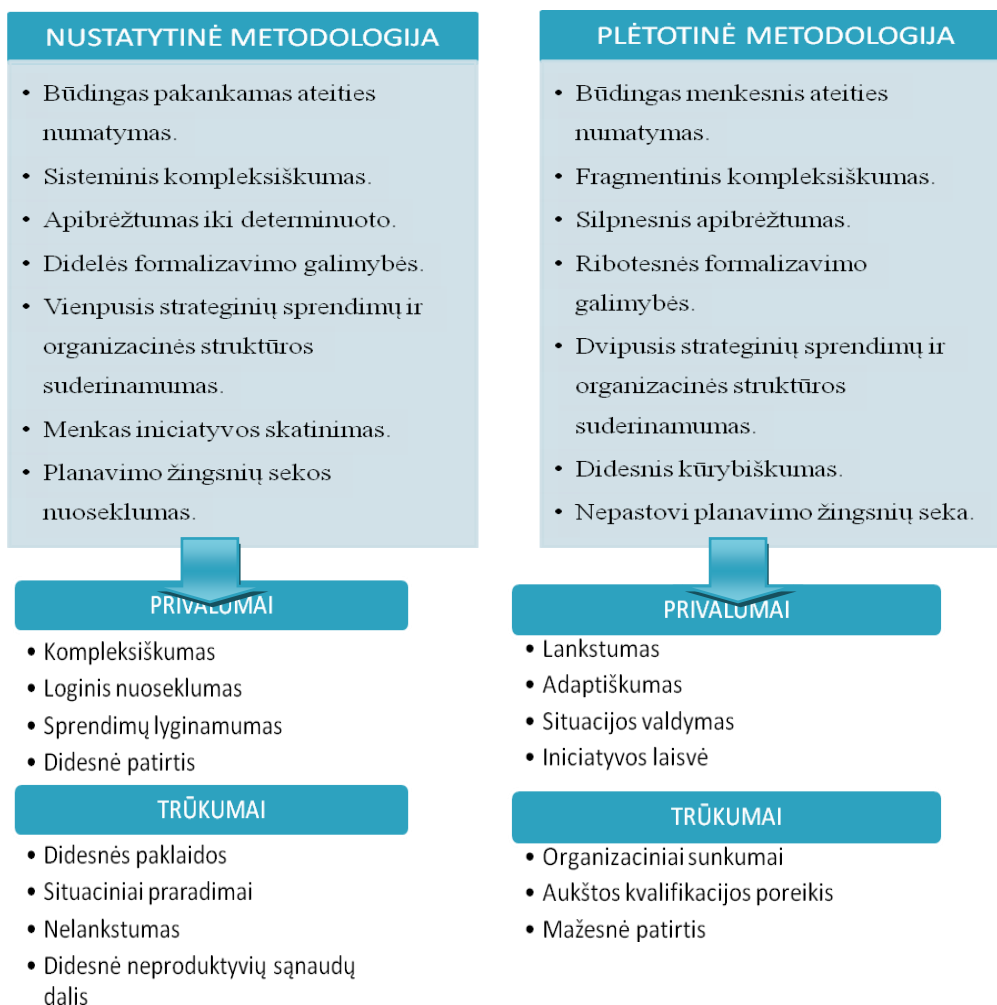 NUSTATYTINĖ METODOLOGIJA
• Būdingas pakankamas ateities
numatymas.
• Sisteminis kompleksiškumas.
• Apibrėžtumas iki determinuoto.
• Didelės formalizavimo galimybės.
• Vienpusis strateginių sprendimų ir
organizacinės struktūros
suderinamumas.
• Menkas iniciatyvos skatinimas.
• Planavimo žingsnių sekos
nuoseklumas.
PRIVALUMAI
• Kompleksiškumas
• Loginis nuoseklumas
• Sprendimų lyginamumas
• Didesnė patirtis
TRŪKUMAI
• Didesnės paklaidos
• Situaciniai praradimai
• Nelankstumas
• Didesnė neproduktyvių sąnaudų
dalis
PLĖTOTINĖ METODOLOGIJA
• Būdingas menkesnis ateities
numatymas.
• Fragmentinis kompleksiškumas.
• Silpnesnis apibrėžtumas.
• Ribotesnės formalizavimo
galimybės.
• Dvipusis strateginių sprendimų ir
organizacinės struktūros
suderinamumas.
• Didesnis kūrybiškumas.
• Nepastovi planavimo žingsnių seka.
PRIVALUMAI
• Lankstumas
• Adaptiškumas
• Situacijos valdymas
• Iniciatyvos laisvė
TRŪKUMAI
• Organizaciniai sunkumai
• Aukštos kvalifikacijos poreikis
• Mažesnė patirtis